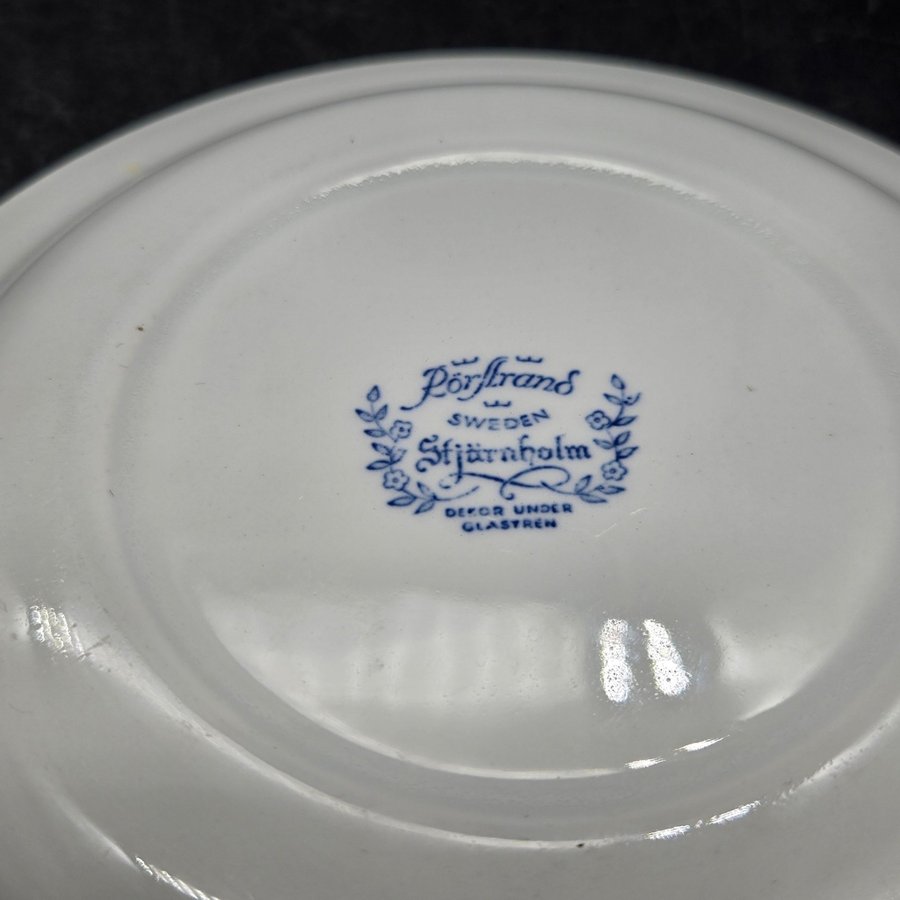 Rörstrand
SWEDEN
Stjärnholm
DEKOR UNDER
GLASYREN